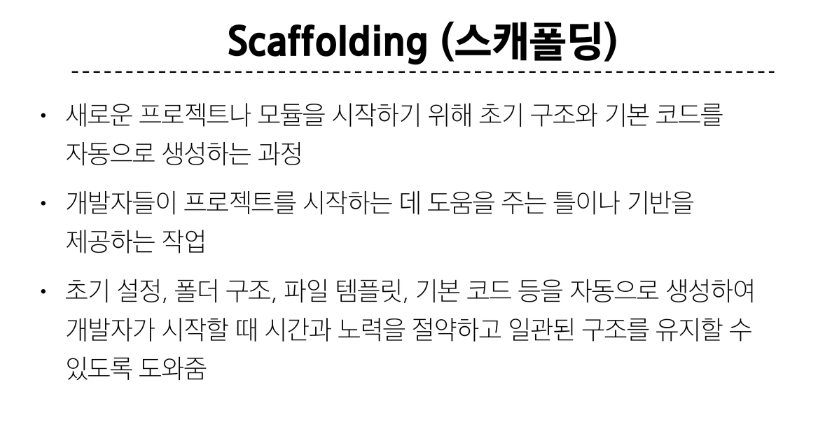 Scaffolding (스캐폴딩)
• 새로운 프로젝트나 모듈을 시작하기 위해 초기 구조와 기본 코드를
자동으로 생성하는 과정
• 개발자들이 프로젝트를 시작하는 데 도움을 주는 틀이나 기반을
제공하는 작업
• 초기 설정, 폴더 구조, 파일 템플릿, 기본 코드 등을 자동으로 생성하여
개발자가 시작할 때 시간과 노력을 절약하고 일관된 구조를 유지할 수
있도록 도와줌